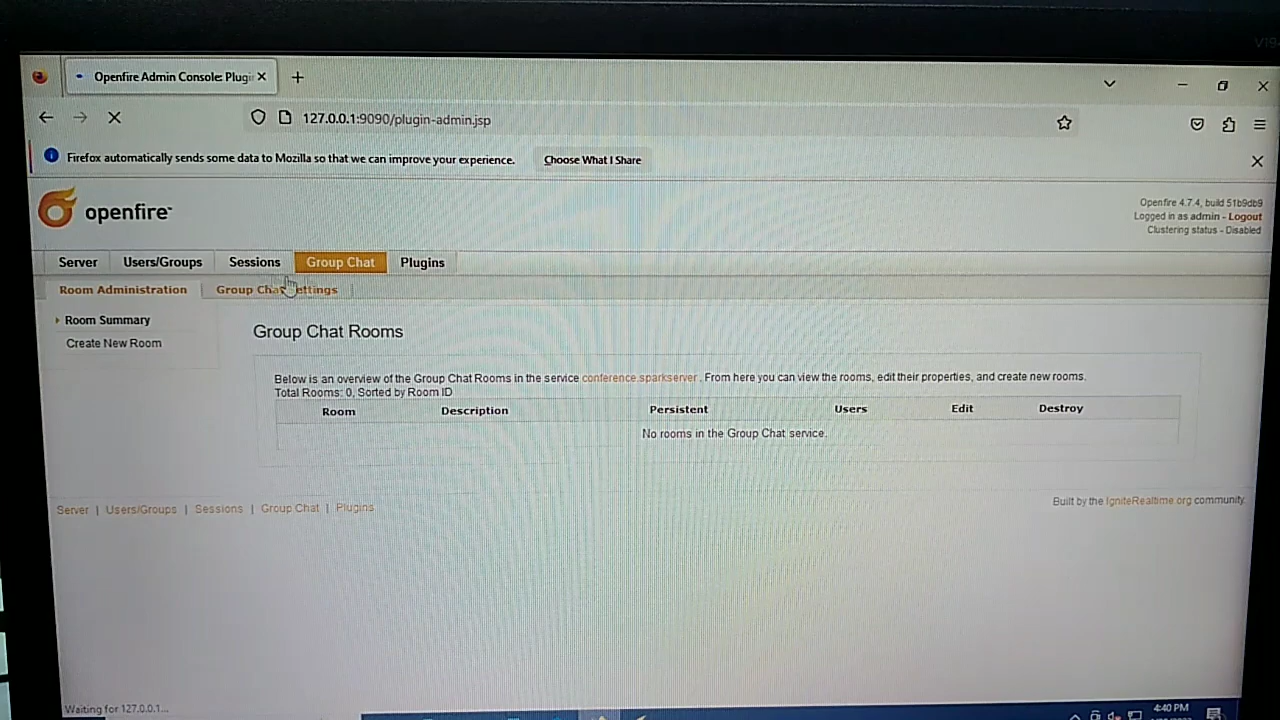 Openfire Admin Console: Plugi
127.0.0.1:9090/plugin-admin.jsp
Firefox automatically sends some data to Mozilla so that we can improve your experience. Choose What I Share
openfire
Openfire 4.7.4, build 51b9db9
Logged in as admin - Logout
Clustering status - Disabled
Server Users/Groups Sessions Group Chat Plugins
Room Administration Group Chat Settings
Room Summary
Create New Room
Group Chat Rooms
Below is an overview of the Group Chat Rooms in the service conference.sparkserver. From here you can view the rooms, edit their properties, and create new rooms.
Total Rooms: 0, Sorted by Room ID
Room Description Persistent Users Edit Destroy
No rooms in the Group Chat service.
Server | Users/Groups | Sessions | Group Chat | Plugins
Built by the IgniteRealtime.org community.
Waiting for 127.0.0.1...
4:40 PM